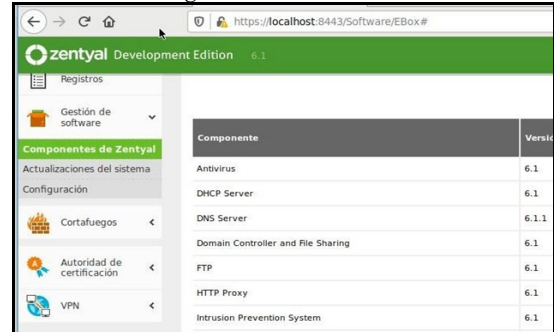 https://localhost:8443/Software/EBox#
zentyal Development Edition 6.1
Registros
Gestión de
software
Componentes de Zentyal
Actualizaciones del sistema
Configuración
Cortafuegos
Autoridad de
certificación
VPN
Componente
Antivirus 6.1
DHCP Server 6.1
DNS Server 6.1.1
Domain Controller and File Sharing 6.1
FTP 6.1
HTTP Proxy 6.1
Intrusion Prevention System 6.1